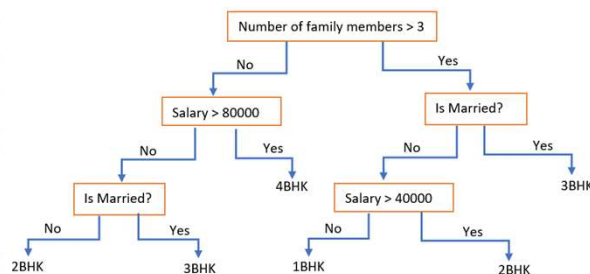 Number of family members > 3
No
Yes
Salary > 80000
Is Married?
No
Yes
No
Yes
Is Married?
4BHK
Salary > 40000
3BHK
No
Yes
No
Yes
2BHK
3BHK
1BHK
2BHK